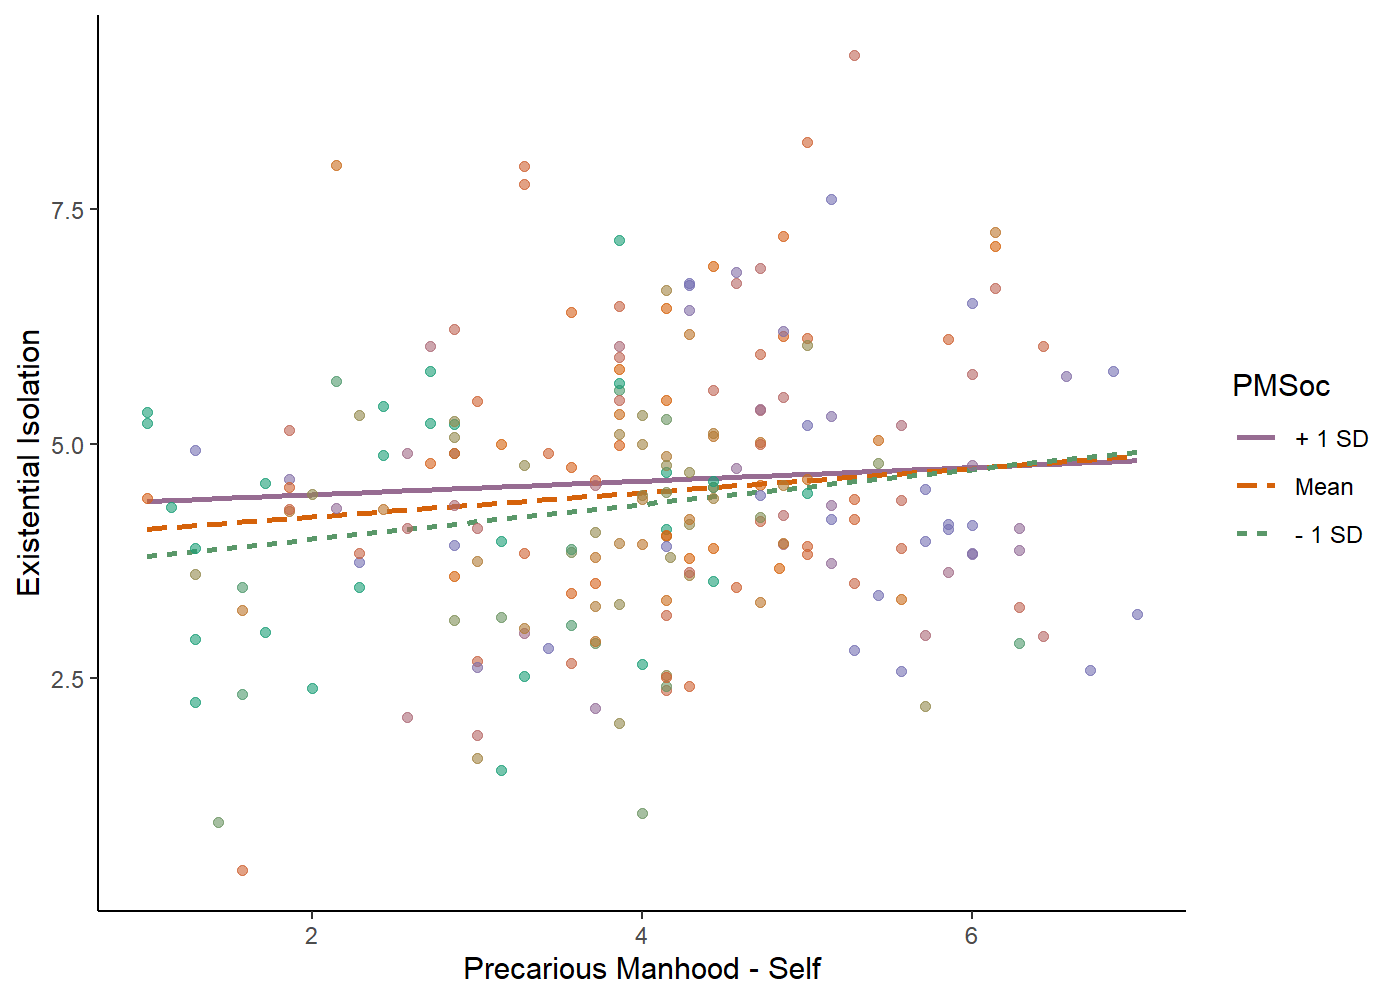 7.5
5.0
2.5
Existential Isolation
2
4
6
Precarious Manhood - Self
PMSoc
+ 1 SD
Mean
- 1 SD